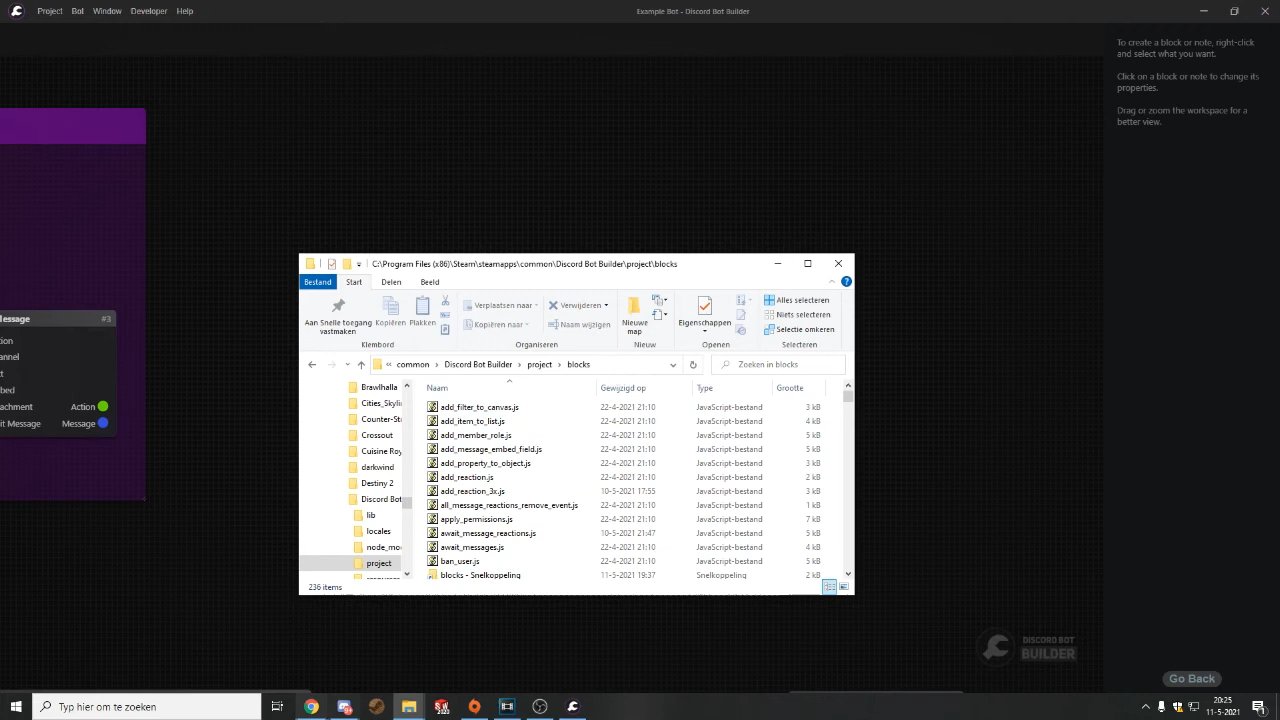 Project Bot Window Developer Help
Example Bot - Discord Bot Builder
To create a block or note, right-click
and select what you want.
Click on a block or note to change its
properties.
Drag or zoom the workspace for a
better view.
#3
Action
Message
C:\Program Files (x86)\Steam\steamapps\common\Discord Bot Builder\project\blocks
Bestand Start Delen Beeld
Aan Snelle toegang
vastmaken
Kopiëren
Plakken
Klembord
Verplaatsen naar
Kopiëren naar
Verwijderen
Naam wijzigen
Organiseren
Nieuwe
map
Nieuw
Eigenschappen
Openen
Alles selecteren
Niets selecteren
Selectie omkeren
Selecteren
« common > Discord Bot Builder > project > blocks
Zoeken in blocks
Brawlhalla
Cities_Skylin
Counter-St
Crossout
Cuisine Roy
darkwind
Destiny 2
Discord Bot
lib
locales
node_mo
project
Naam Gewijzigd op Type Grootte
add_filter_to_canvas.js 22-4-2021 21:10 JavaScript-bestand 3 kB
add_item_to_list.js 22-4-2021 21:10 JavaScript-bestand 4 kB
add_member_role.js 22-4-2021 21:10 JavaScript-bestand 5 kB
add_message_embed_field.js 22-4-2021 21:10 JavaScript-bestand 5 kB
add_property_to_object.js 22-4-2021 21:10 JavaScript-bestand 3 kB
add_reaction.js 22-4-2021 21:10 JavaScript-bestand 2 kB
add_reaction_3x.js 10-5-2021 17:55 JavaScript-bestand 5 kB
all_message_reactions_remove_event.js 22-4-2021 21:10 JavaScript-bestand 1 kB
apply_permissions.js 22-4-2021 21:10 JavaScript-bestand 7 kB
await_message_reactions.js 10-5-2021 21:47 JavaScript-bestand 5 kB
await_messages.js 22-4-2021 21:10 JavaScript-bestand 4 kB
ban_user.js 22-4-2021 21:10 JavaScript-bestand 5 kB
blocks - Snelkoppeling 11-5-2021 19:37 Snelkoppeling 2 kB
236 items
DISCORD BOT
BUILDER
Go Back
Typ hier om te zoeken
20:25
11-5-2021